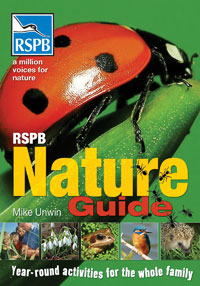 RSPB
a million
voices for
nature
RSPB
Nature
Guide
Mike Unwin
Year-round activities for the whole family